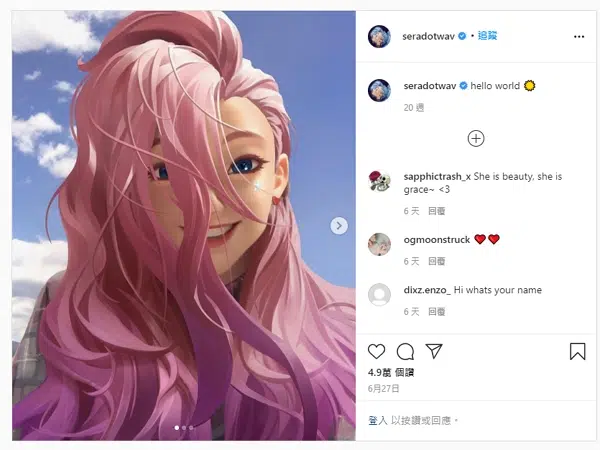 seradotwav • 追蹤
seradotwav hello world
20 週
sapphictrash_x She is beauty, she is
grace~ <3
6 天 回覆
ogmoonstruck
6 天 回覆
dixz.enzo_ Hi whats your name
6 天 回覆
4.9萬 個讚
6月27日
登入 以按讚或回應。